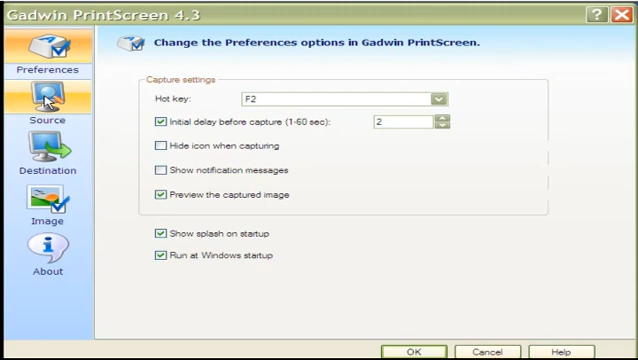 Gadwin PrintScreen 4.3
Change the Preferences options in Gadwin PrintScreen.
Preferences
Capture settings
Hot key: F2
Initial delay before capture (1-60 sec): 2
Source
Hide icon when capturing
Show notification messages
Destination
Preview the captured image
Image
Show splash on startup
Run at Windows startup
About
OK Cancel Help